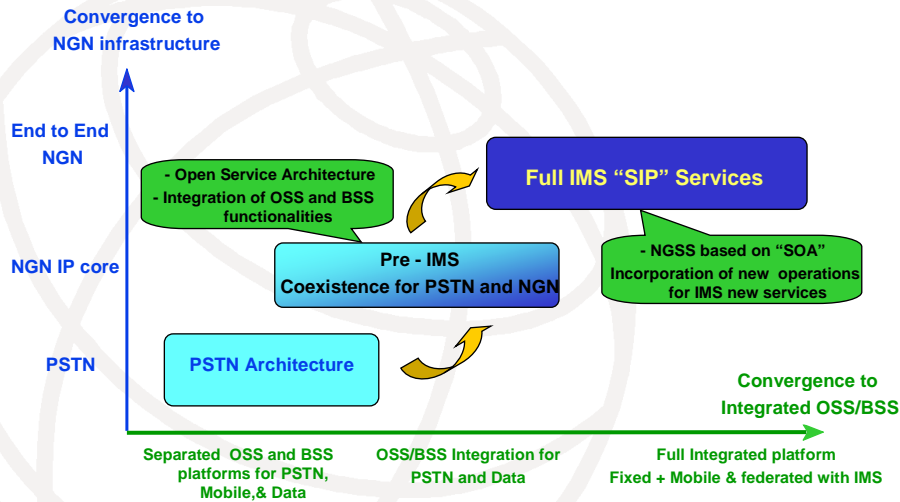 Convergence to
NGN infrastructure
End to End
NGN
- Open Service Architecture
- Integration of OSS and BSS
functionalities
Full IMS “SIP” Services
NGN IP core
Pre - IMS
Coexistence for PSTN and NGN
- NGSS based on “SOA”
Incorporation of new operations
for IMS new services
PSTN
PSTN Architecture
Convergence to
Integrated OSS/BSS
Separated OSS and BSS
platforms for PSTN,
Mobile,& Data
OSS/BSS Integration for
PSTN and Data
Full Integrated platform
Fixed + Mobile & federated with IMS